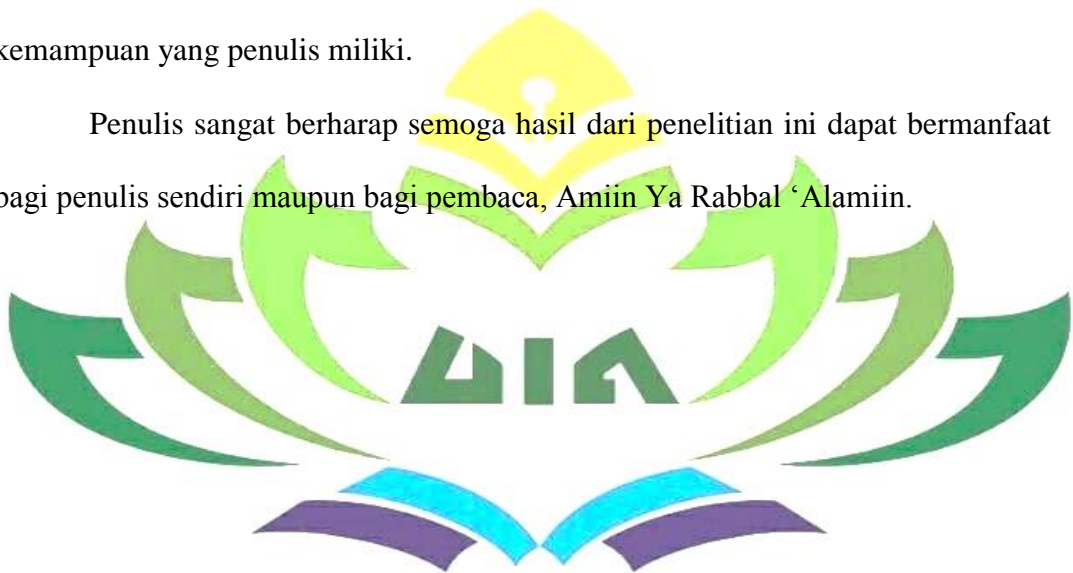 kemampuan yang penulis miliki.
Penulis sangat berharap semoga hasil dari penelitian ini dapat bermanfaat
bagi penulis sendiri maupun bagi pembaca, Amiin Ya Rabbal ‘Alamiin.